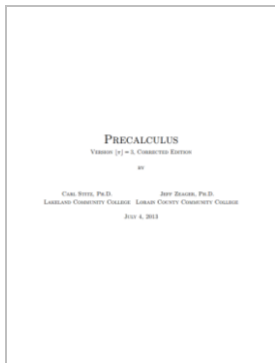 PRECALCULUS
VERSION ⌊π⌋ = 3, CORRECTED EDITION
BY
CARL STITZ, PH.D. JEFF ZEAGER, PH.D.
LAKELAND COMMUNITY COLLEGE LORAIN COUNTY COMMUNITY COLLEGE
JULY 4, 2013